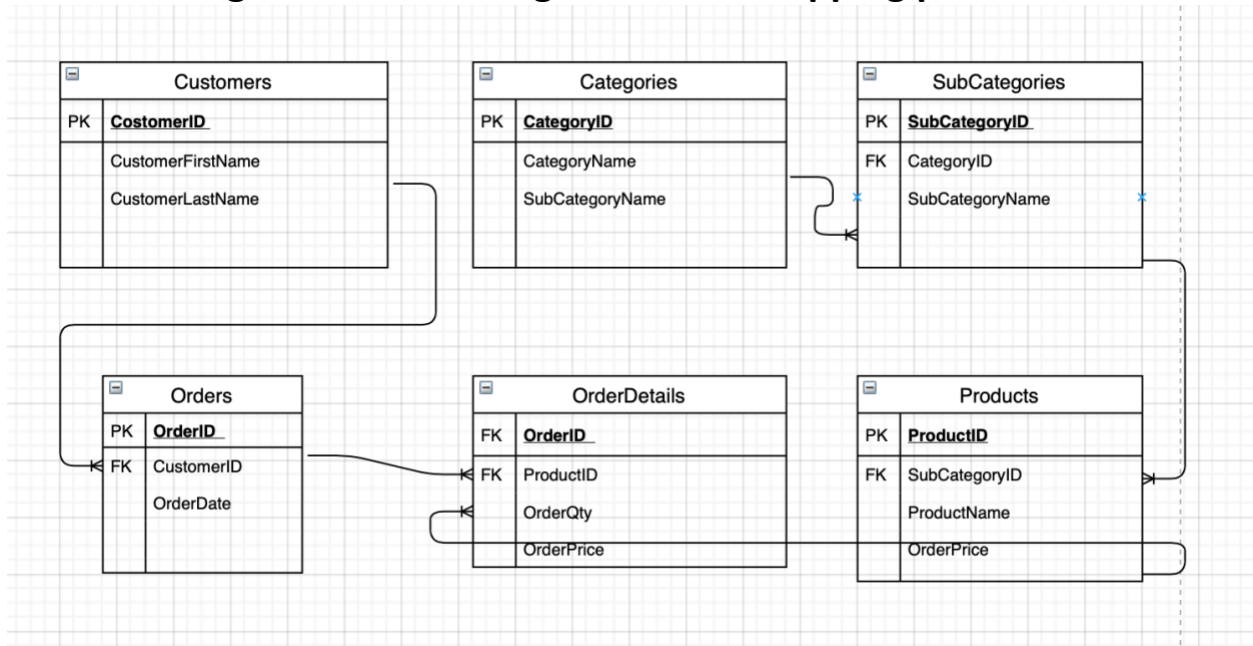 Customers
PK CostomerID
CustomerFirstName
CustomerLastName
Categories
PK CategoryID
CategoryName
SubCategoryName
SubCategories
PK SubCategoryID
FK CategoryID
SubCategoryName
Orders
PK OrderID
FK CustomerID
OrderDate
OrderDetails
FK OrderID
FK ProductID
OrderQty
OrderPrice
Products
PK ProductID
FK SubCategoryID
ProductName
OrderPrice